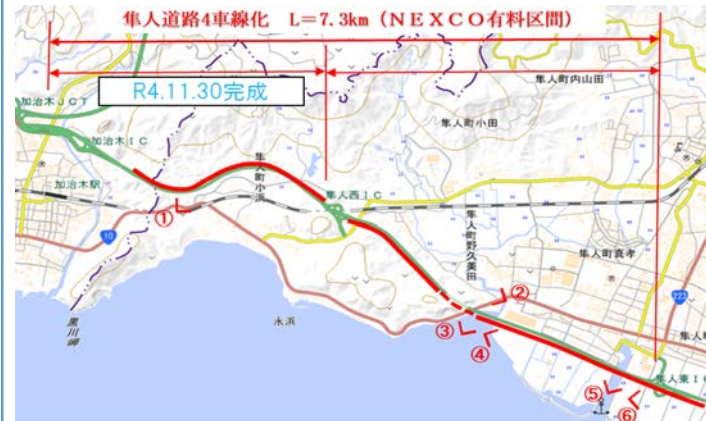 隼人道路4車線化 L＝7.3km（NEXCO有料区間）
R4.11.30完成
隼人町内山田
加治木JCT
隼人町小田
加治木IC
加治木駅
隼人町小浜
隼人西IC
①
10
隼人町野久美田
隼人町真孝
②
223
黒川岬
永浜
③
④
隼人町
隼人東IC
⑤
⑥